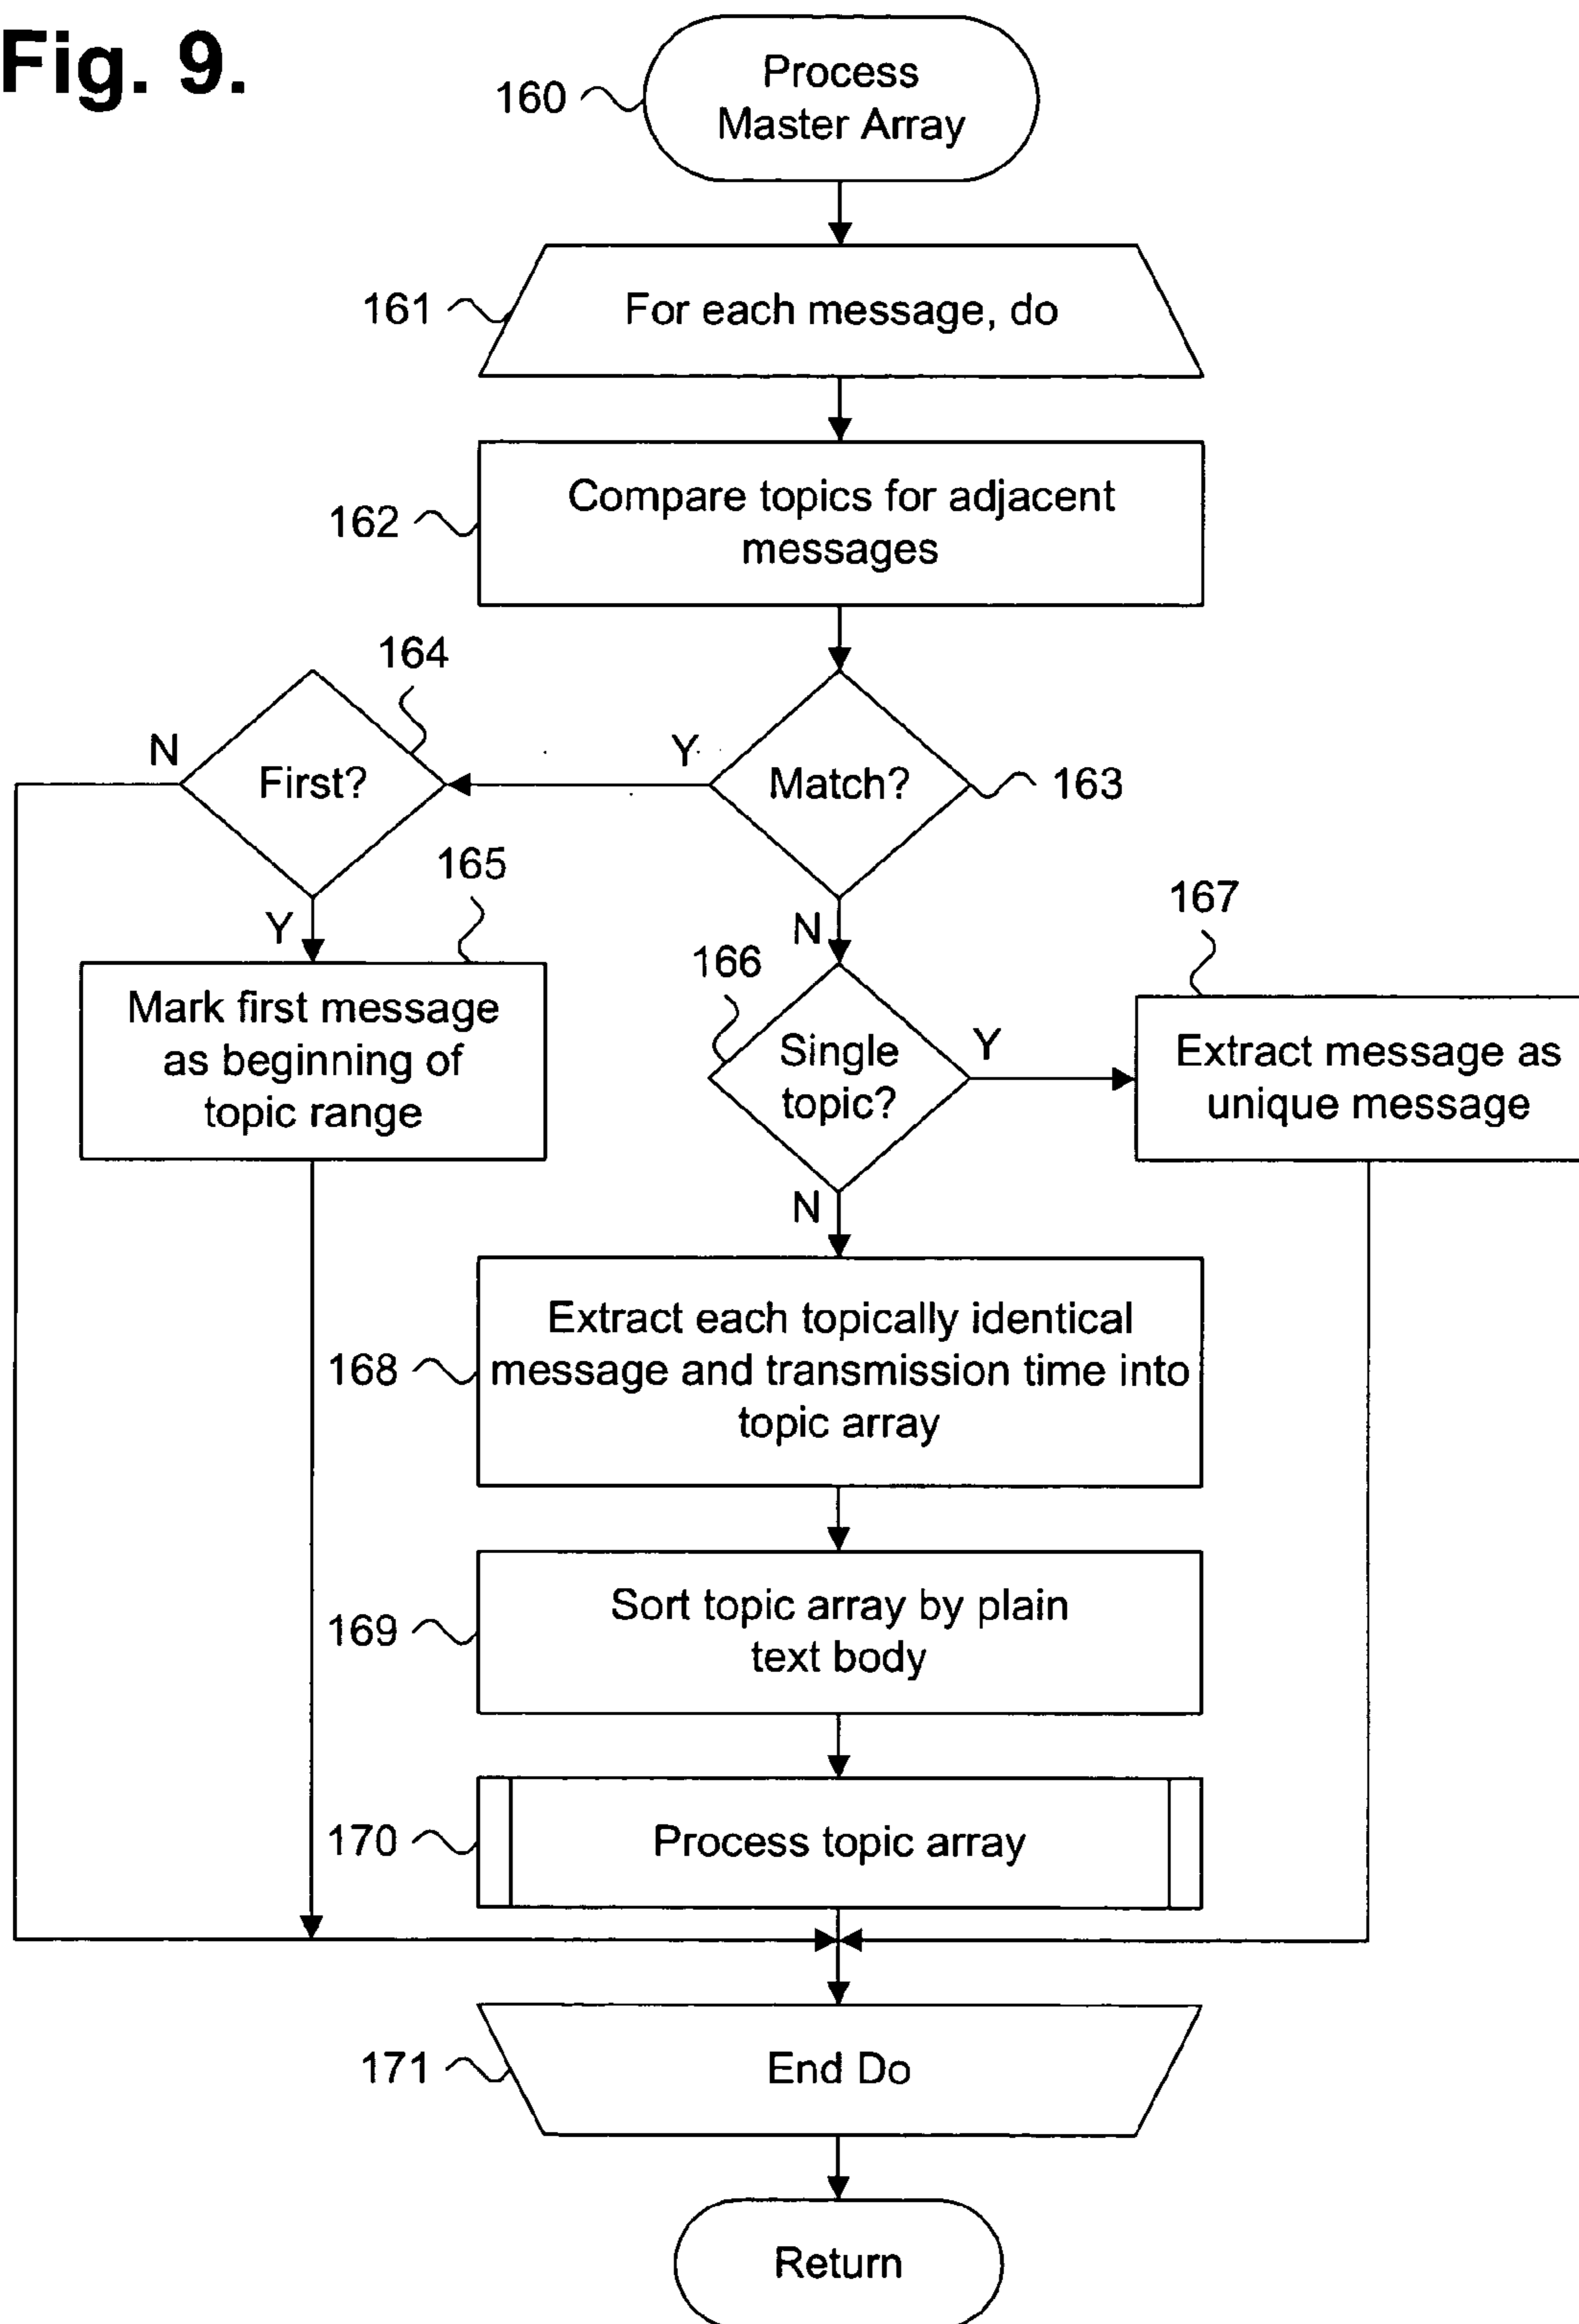 Fig. 9.
Process
Master Array
160
For each message, do
161
Compare topics for adjacent
messages
162
164
N
First?
Y
Match?
163
165
Y
N
167
166
Mark first message
as beginning of
topic range
Single
topic?
Y
Extract message as
unique message
N
Extract each topically identical
message and transmission time into
topic array
168
Sort topic array by plain
text body
169
Process topic array
170
End Do
171
Return